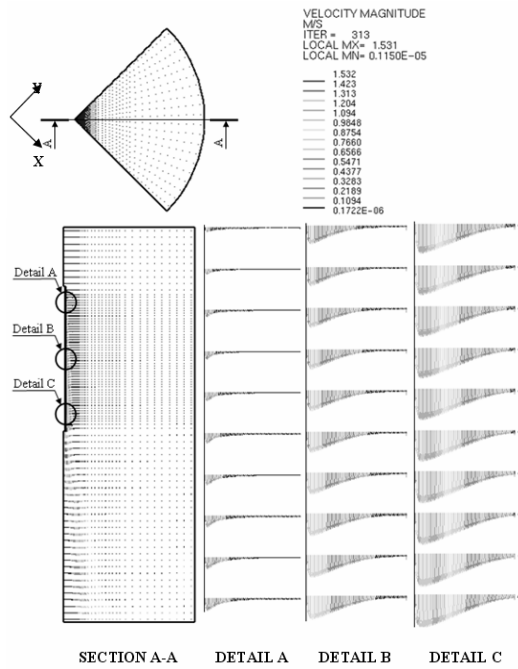 VELOCITY MAGNITUDE
M/S
ITER = 313
LOCAL MX= 1.531
LOCAL MN= 0.1150E-05
1.532
1.423
1.313
1.204
1.094
0.9848
0.8754
0.7660
0.6566
0.5471
0.4377
0.3283
0.2189
0.1094
0.1722E-06
X
A
A
Detail A
Detail B
Detail C
SECTION A-A
DETAIL A
DETAIL B
DETAIL C